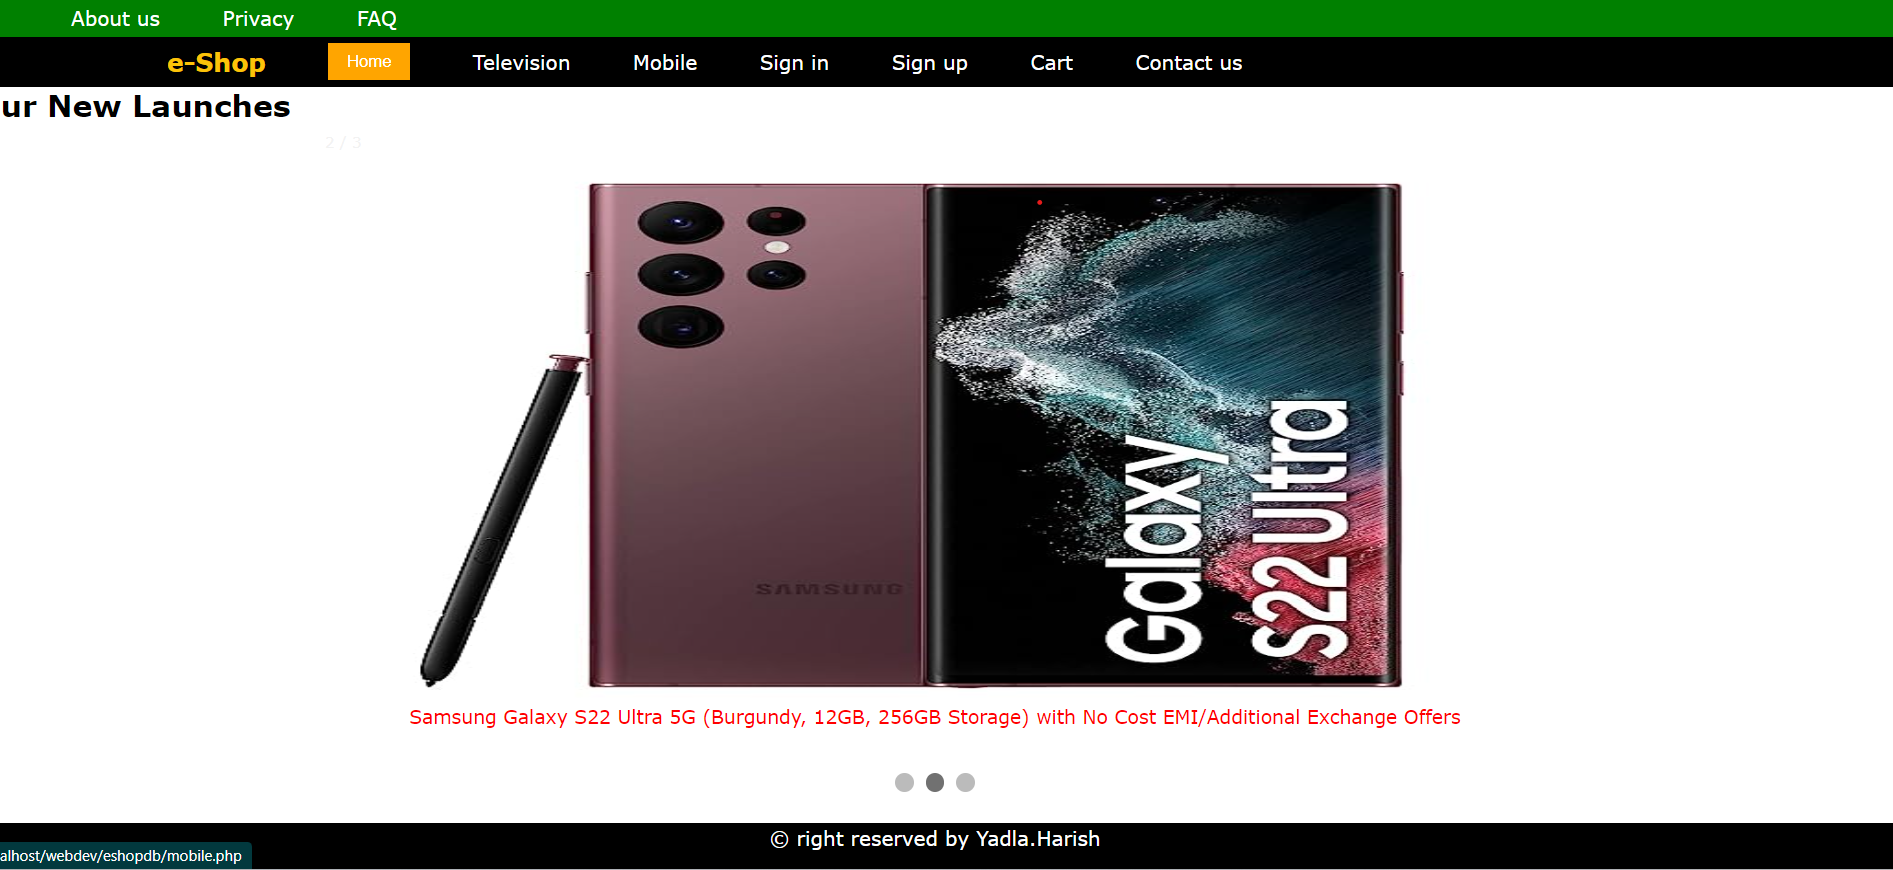 About us Privacy FAQ
e-Shop Home Television Mobile Sign in Sign up Cart Contact us
ur New Launches
2 / 3
SAMSUNG
Galaxy
S22 Ultra
Samsung Galaxy S22 Ultra 5G (Burgundy, 12GB, 256GB Storage) with No Cost EMI/Additional Exchange Offers
© right reserved by Yadla.Harish
alhost/webdev/eshopdb/mobile.php